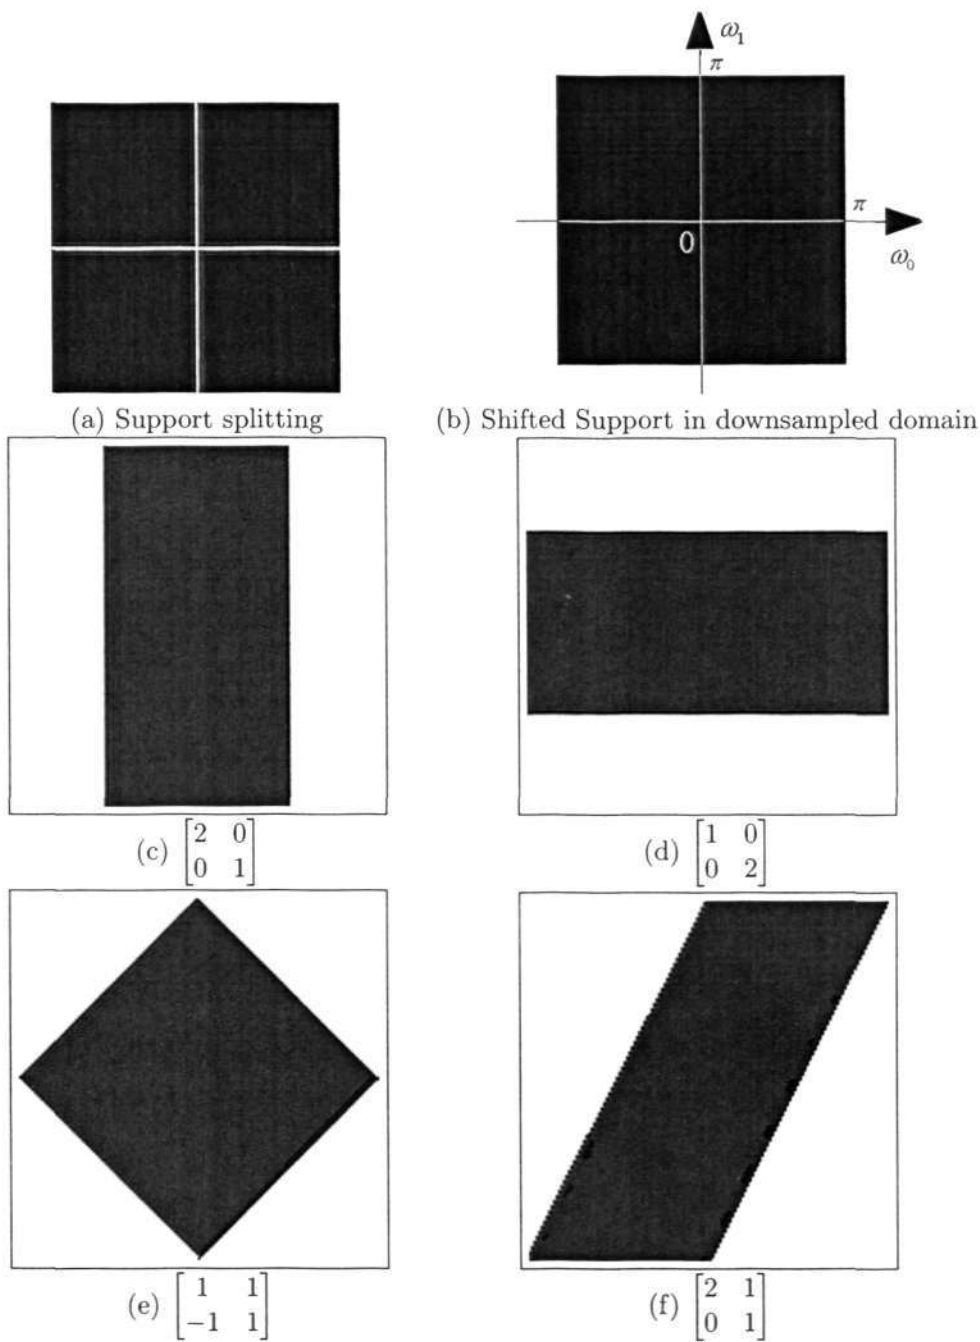 ω₁
π
π
0
ω₀
(a) Support splitting
(b) Shifted Support in downsampled domain
(c) [2 0
0 1]
(d) [1 0
0 2]
(e) [1 1
−1 1]
(f) [2 1
0 1]